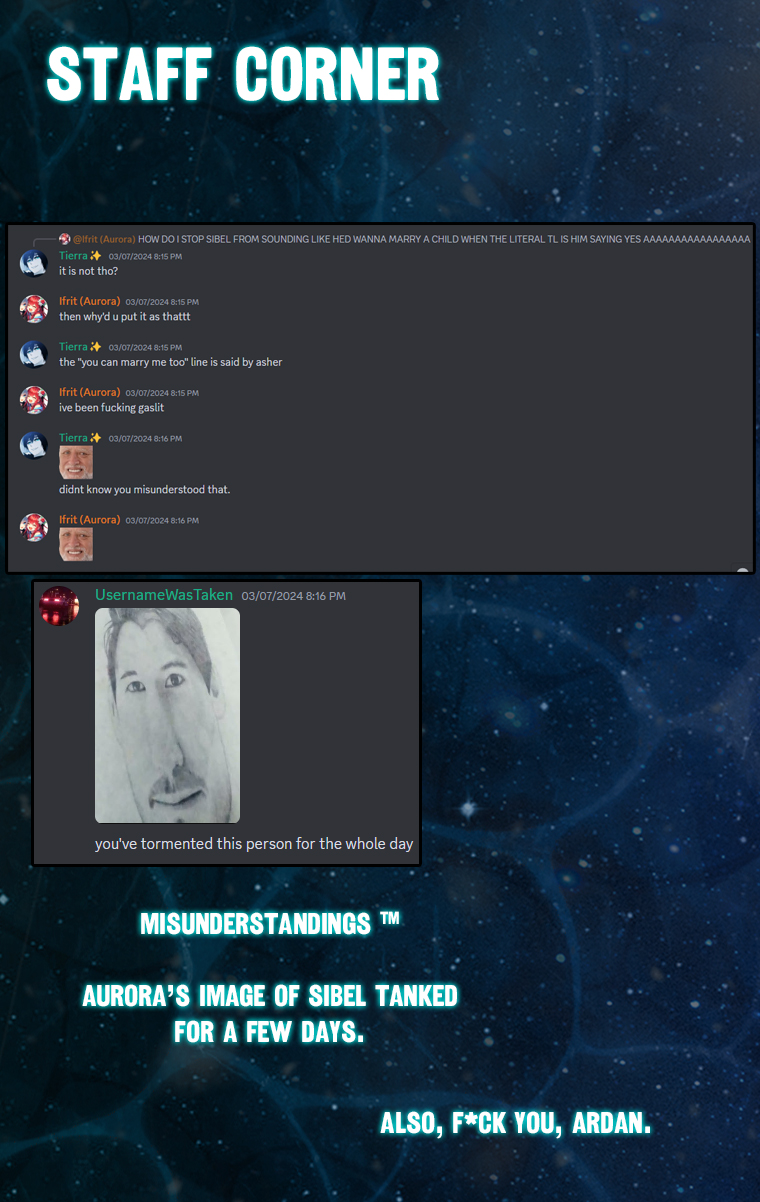 STAFF CORNER
@Ifrit (Aurora) HOW DO I STOP SIBEL FROM SOUNDING LIKE HED WANNA MARRY A CHILD WHEN THE LITERAL TL IS HIM SAYING YES AAAAAAAAAAAAAAAAA
Tierra✨ 03/07/2024 8:15 PM
it is not tho?
Ifrit (Aurora) 03/07/2024 8:15 PM
then why'd u put it as thattt
Tierra✨ 03/07/2024 8:15 PM
the "you can marry me too" line is said by asher
Ifrit (Aurora) 03/07/2024 8:15 PM
ive been fucking gaslit
Tierra✨ 03/07/2024 8:16 PM
didnt know you misunderstood that.
Ifrit (Aurora) 03/07/2024 8:16 PM
UsernameWasTaken 03/07/2024 8:16 PM
you've tormented this person for the whole day
MISUNDERSTANDINGS ™
AURORA'S IMAGE OF SIBEL TANKED
FOR A FEW DAYS.
ALSO, F*CK YOU, ARDAN.